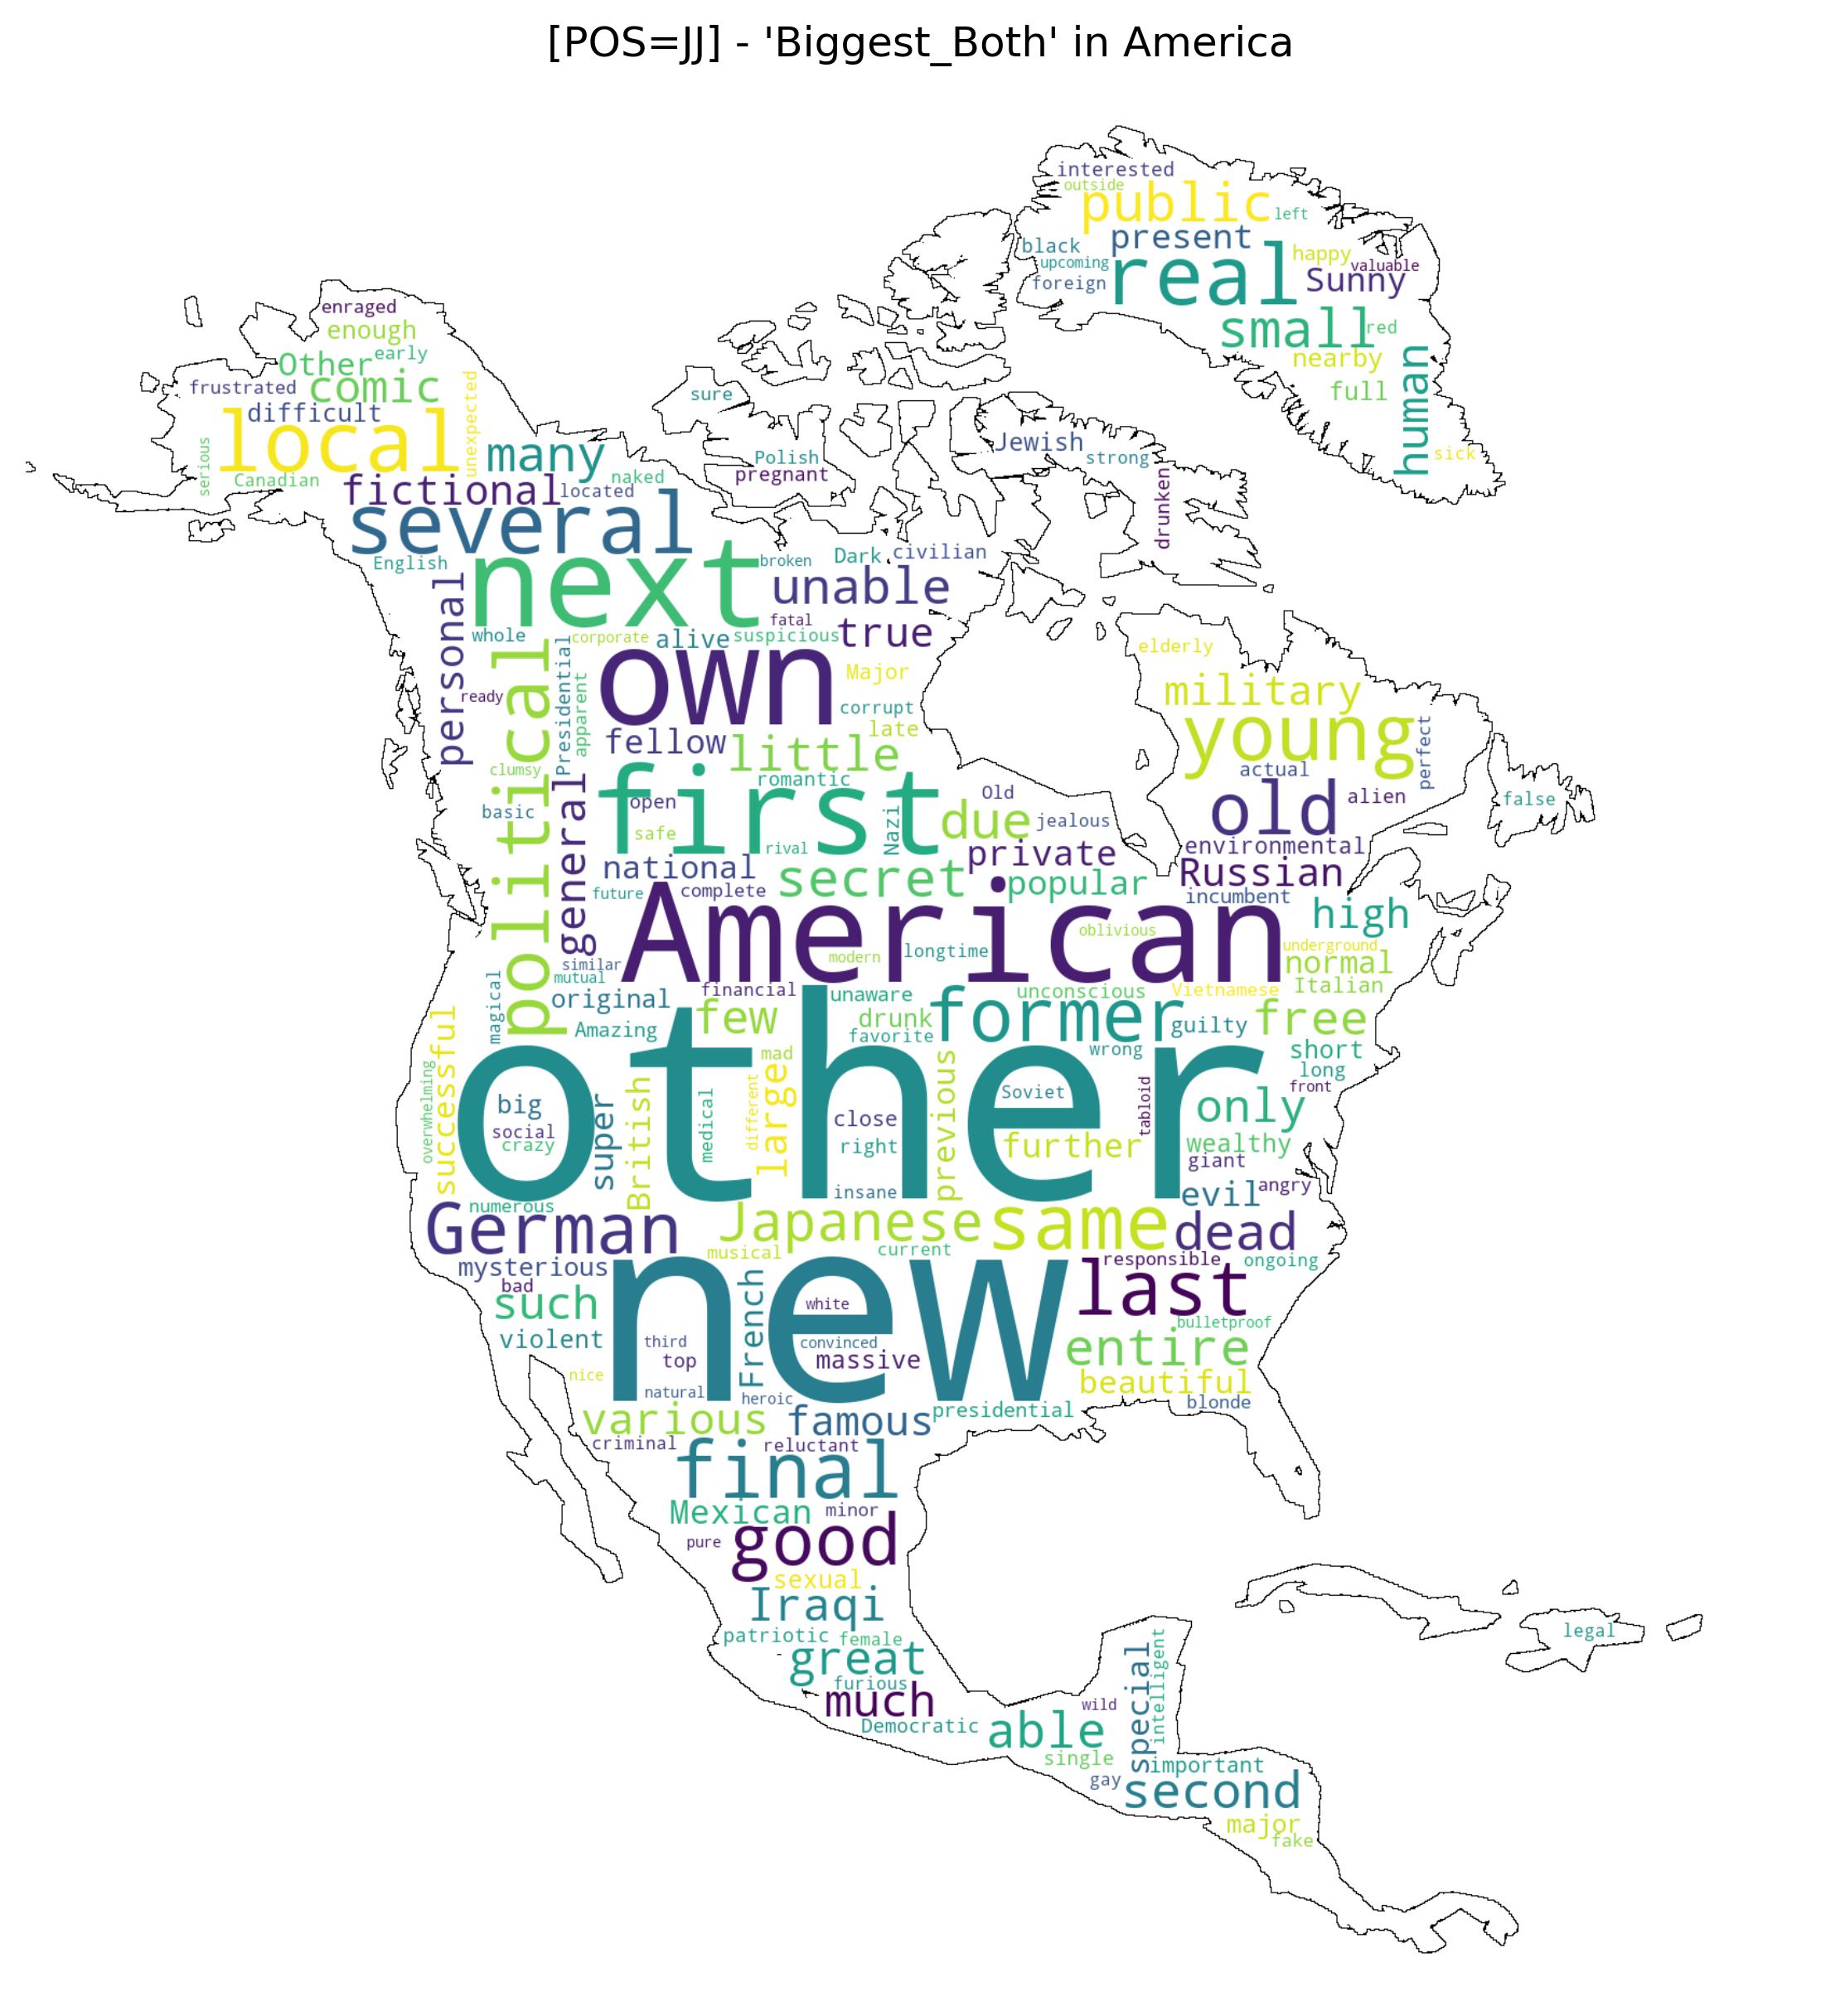 [POS=JJ] - 'Biggest_Both' in America
interested
outside
public
left
black
present
upcoming
real
happy
valuable
foreign
Sunny
small
red
nearby
full
human
sick
enraged
enough
Other
early
frustrated
comic
difficult
local
unexpected
serious
Canadian
many
naked
fictional
located
several
sure
Polish
pregnant
Jewish
strong
drunken
English
next
broken
Dark
civilian
unable
personal
whole
corporate
alive
fatal
suspicious
true
political
Presidential
apparent
own
Major
ready
corrupt
late
fellow
little
elderly
military
young
perfect
actual
old
alien
false
environmental
Russian
incumbent
high
clumsy
basic
general
first
romantic
open
safe
rival
Nazi
Old
due
jealous
national
private
future
complete
secret
popular
American
oblivious
longtime
modern
underground
normal
Italian
similar
mutual
magical
original
financial
unaware
unconscious
Vietnamese
Amazing
few
drunk
favorite
former
guilty
free
wrong
short
long
front
successful
overwhelming
other
mad
big
social
crazy
super
British
medical
different
large
close
right
insane
previous
Soviet
further
tabloid
only
wealthy
giant
evil
angry
German
numerous
Japanese
same
dead
musical
current
mysterious
bad
such
violent
new
French
white
third
convinced
top
massive
natural
heroic
nice
responsible
ongoing
last
bulletproof
entire
beautiful
blonde
various
famous
presidential
criminal
reluctant
final
Mexican
minor
pure
good
sexual
Iraqi
patriotic
female
-
great
furious
much
Democratic
able
wild
special
intelligent
single
gay
important
second
major
fake
legal